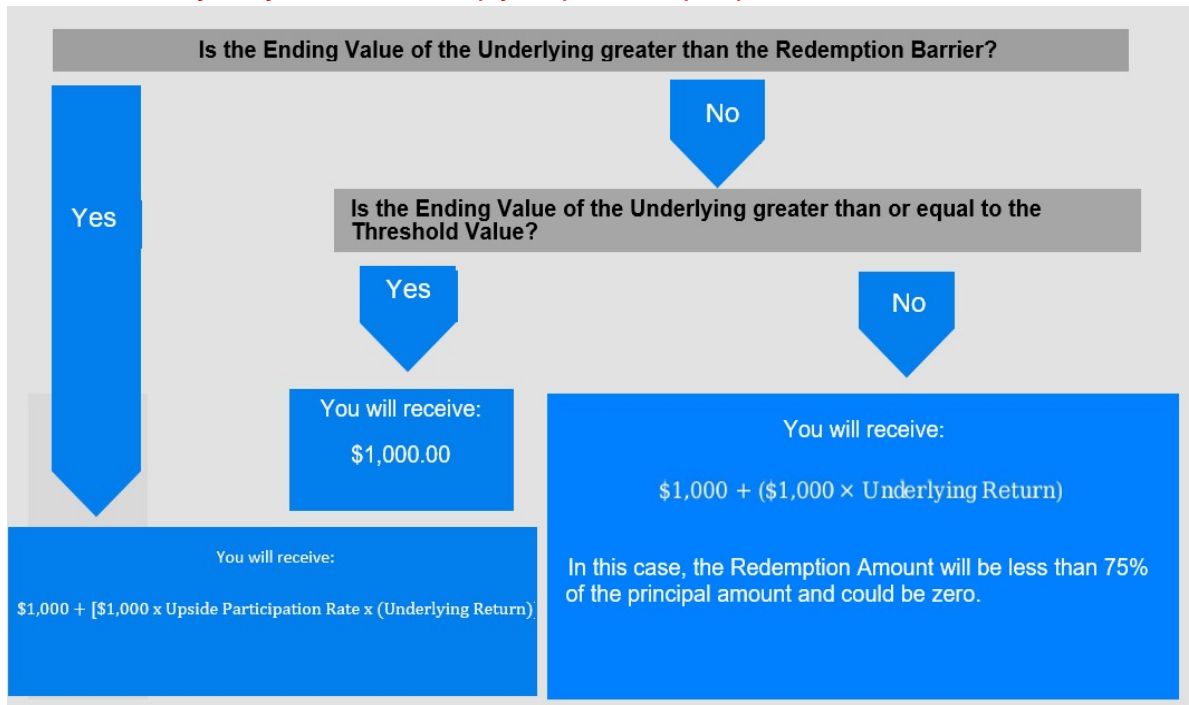 Is the Ending Value of the Underlying greater than the Redemption Barrier?
No
Yes
Is the Ending Value of the Underlying greater than or equal to the
Threshold Value?
Yes
No
You will receive:
$1,000.00
You will receive:
$1,000 + ($1,000 × Underlying Return)
In this case, the Redemption Amount will be less than 75%
of the principal amount and could be zero.
You will receive:
$1,000 + [$1,000 x Upside Participation Rate x (Underlying Return)